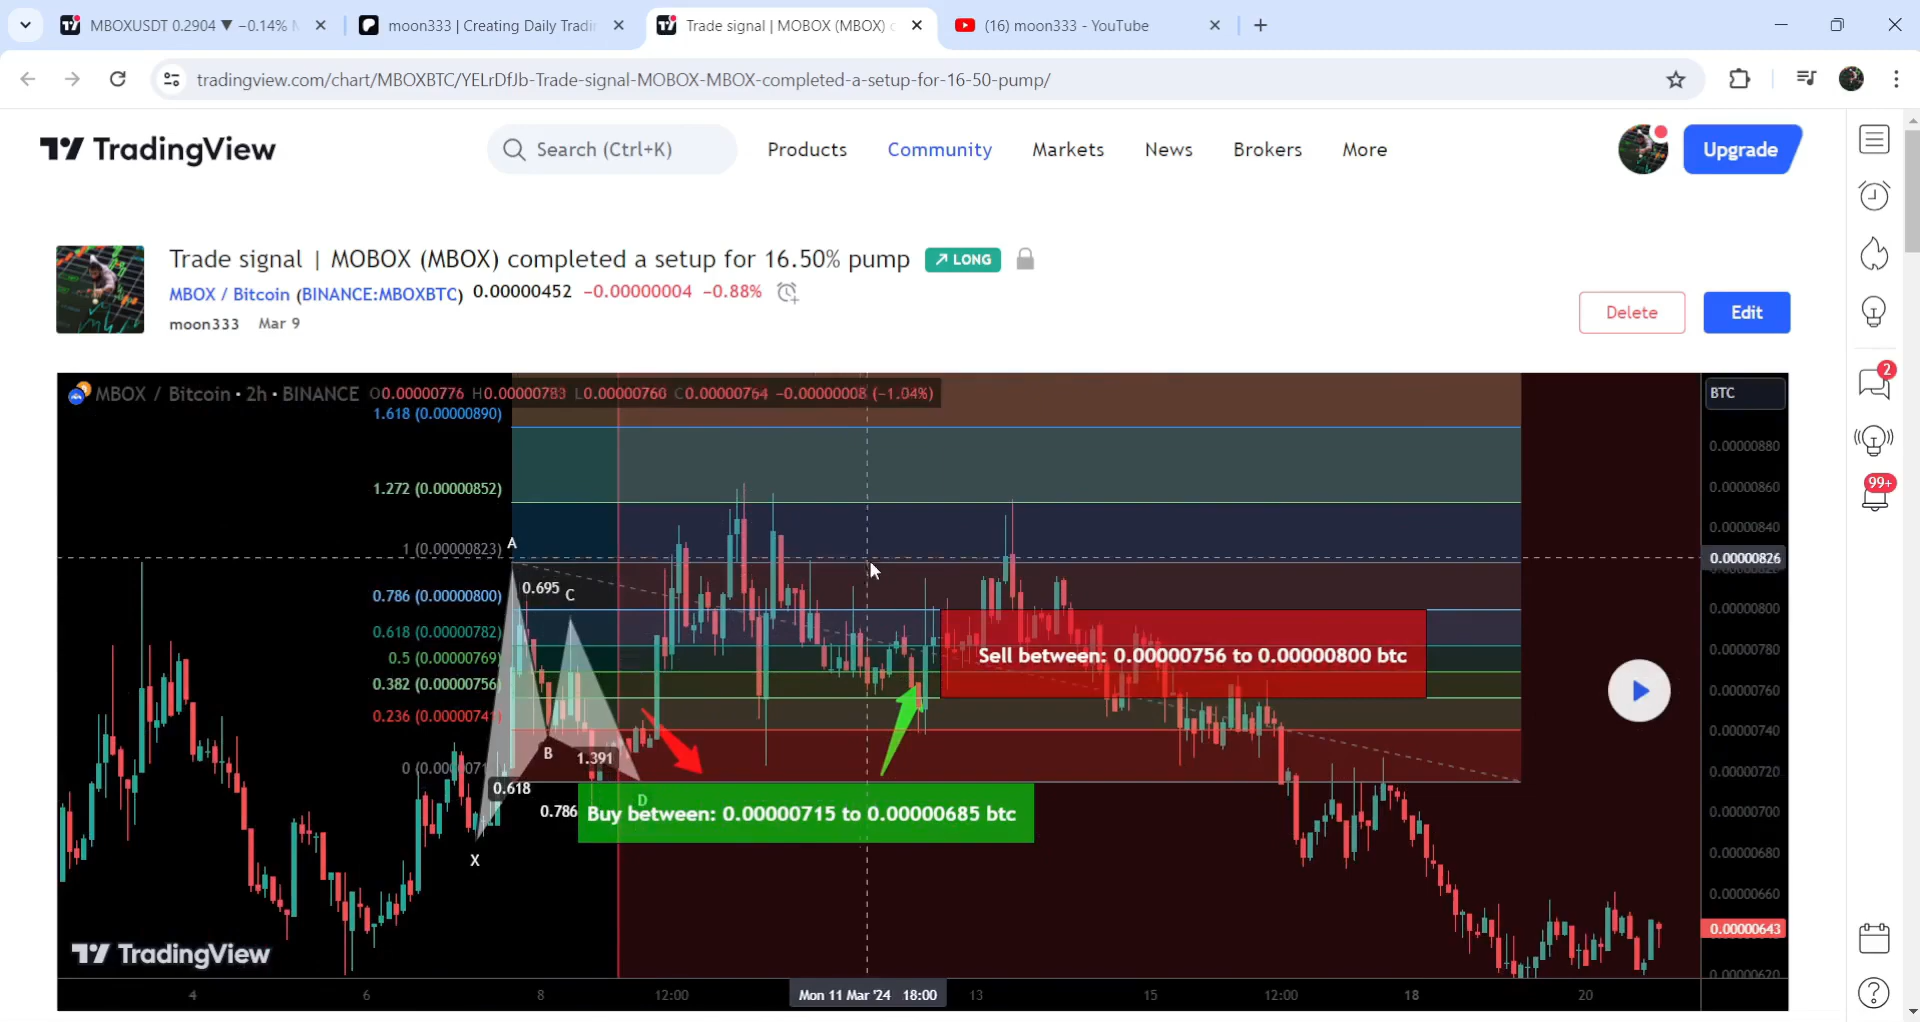 MBOXUSDT 0.2904 ▼ −0.14%
moon333 | Creating Daily Tradi
Trade signal | MOBOX (MBOX)
(16) moon333 - YouTube
tradingview.com/chart/MBOXBTC/YELrDfJb-Trade-signal-MOBOX-MBOX-completed-a-setup-for-16-50-pump/
TradingView
Search (Ctrl+K)
Products
Community
Markets
News
Brokers
More
Upgrade
Trade signal | MOBOX (MBOX) completed a setup for 16.50% pump
LONG
MBOX / Bitcoin (BINANCE:MBOXBTC) 0.00000452 −0.00000004 −0.88%
moon333 Mar 9
Delete
Edit
MBOX / Bitcoin • 2h • BINANCE O0.00000776 H0.00000783 L0.00000760 C0.00000764 −0.00000008 (−1.04%)
BTC
1.618 (0.00000890)
0.00000880
1.272 (0.00000852)
0.00000860
0.00000840
1 (0.00000823)
A
0.00000826
0.695
C
0.786 (0.00000800)
0.00000800
0.618 (0.00000782)
0.00000780
0.5 (0.00000769)
Sell between: 0.00000756 to 0.00000800 btc
0.382 (0.00000756)
0.00000760
0.236 (0.00000741)
0.00000740
B
1.391
0.00000720
0.618
0.786
D
Buy between: 0.00000715 to 0.00000685 btc
0.00000700
X
0.00000680
0.00000660
0.00000643
TradingView
0.00000620
4
6
8
12:00
Mon 11 Mar '24 18:00
13
15
12:00
18
20
2
99+